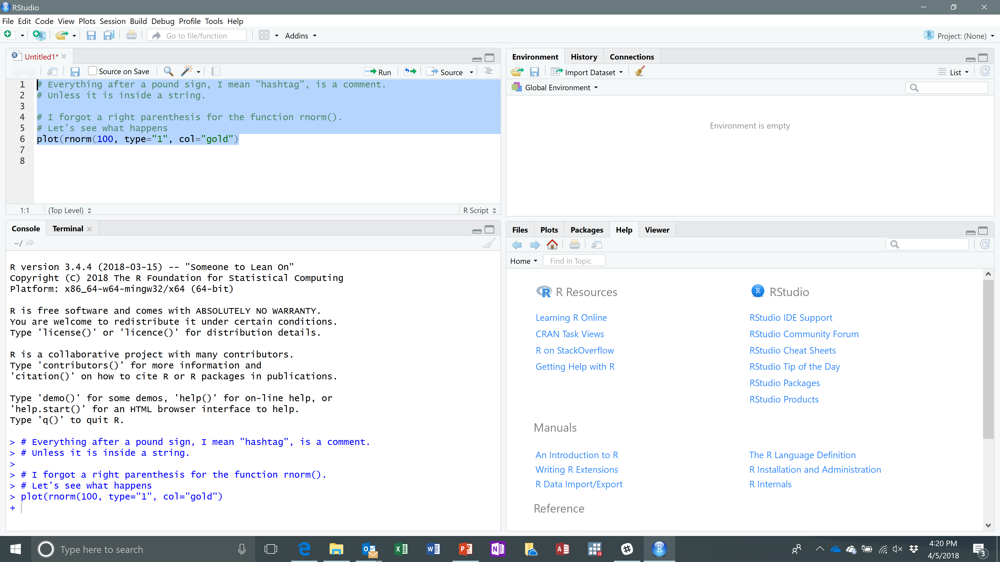 RStudio
File Edit Code View Plots Session Build Debug Profile Tools Help
Go to file/function Addins Project: (None)
Untitled1*
Source on Save Run Source
1 # Everything after a pound sign, I mean "hashtag", is a comment.
2 # Unless it is inside a string.
3
4 # I forgot a right parenthesis for the function rnorm().
5 # Let's see what happens
6 plot(rnorm(100, type="1", col="gold")
7
8
1:1 (Top Level) R Script
Environment History Connections
Import Dataset List
Global Environment
Environment is empty
Console Terminal
~/
R version 3.4.4 (2018-03-15) -- "Someone to Lean On"
Copyright (C) 2018 The R Foundation for Statistical Computing
Platform: x86_64-w64-mingw32/x64 (64-bit)
R is free software and comes with ABSOLUTELY NO WARRANTY.
You are welcome to redistribute it under certain conditions.
Type 'license()' or 'licence()' for distribution details.
R is a collaborative project with many contributors.
Type 'contributors()' for more information and
'citation()' on how to cite R or R packages in publications.
Type 'demo()' for some demos, 'help()' for on-line help, or
'help.start()' for an HTML browser interface to help.
Type 'q()' to quit R.
> # Everything after a pound sign, I mean "hashtag", is a comment.
> # Unless it is inside a string.
>
> # I forgot a right parenthesis for the function rnorm().
> # Let's see what happens
> plot(rnorm(100, type="1", col="gold")
+
Files Plots Packages Help Viewer
Home Find in Topic
R Resources
Learning R Online
CRAN Task Views
R on StackOverflow
Getting Help with R
R RStudio
RStudio IDE Support
RStudio Community Forum
RStudio Cheat Sheets
RStudio Tip of the Day
RStudio Packages
RStudio Products
Manuals
An Introduction to R The R Language Definition
Writing R Extensions R Installation and Administration
R Data Import/Export R Internals
Reference
Type here to search
15
4:20 PM
4/5/2018
3